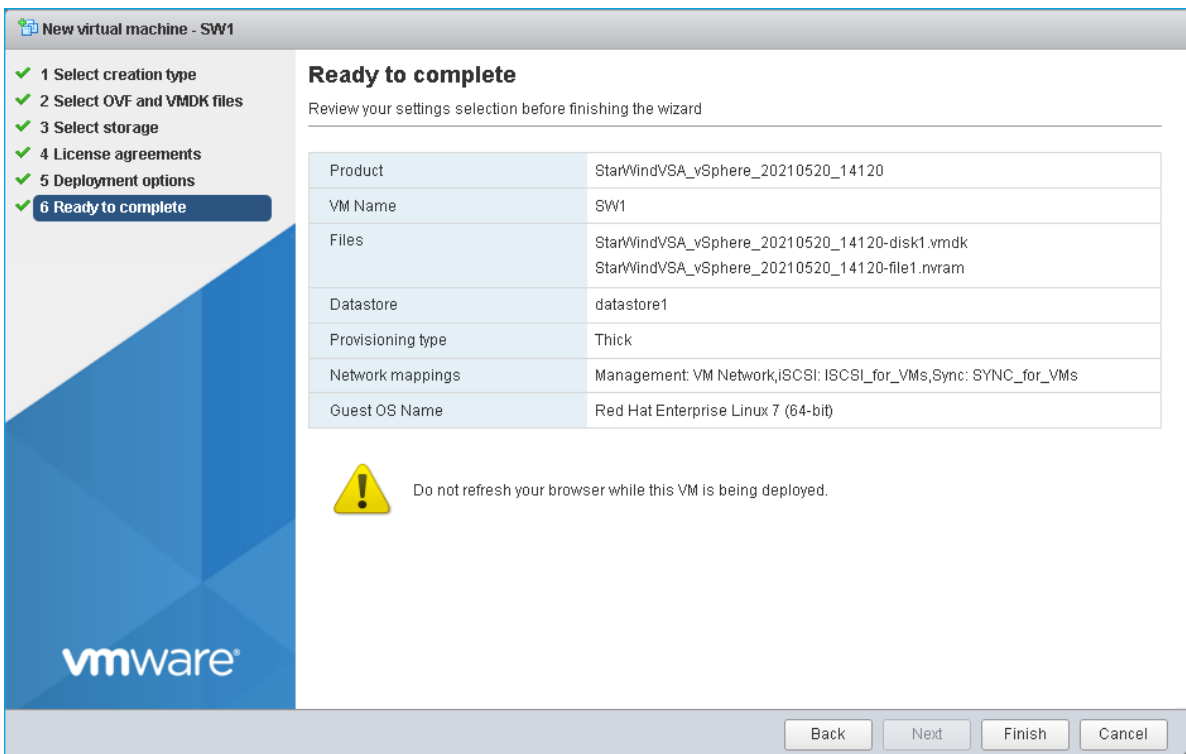 New virtual machine - SW1
1 Select creation type
2 Select OVF and VMDK files
3 Select storage
4 License agreements
5 Deployment options
6 Ready to complete
Ready to complete
Review your settings selection before finishing the wizard
Product StarWindVSA_vSphere_20210520_14120
VM Name SW1
Files StarWindVSA_vSphere_20210520_14120-disk1.vmdk
StarWindVSA_vSphere_20210520_14120-file1.nvram
Datastore datastore1
Provisioning type Thick
Network mappings Management: VM Network,iSCSI: ISCSI_for_VMs,Sync: SYNC_for_VMs
Guest OS Name Red Hat Enterprise Linux 7 (64-bit)
Do not refresh your browser while this VM is being deployed.
vmware®
Back Next Finish Cancel